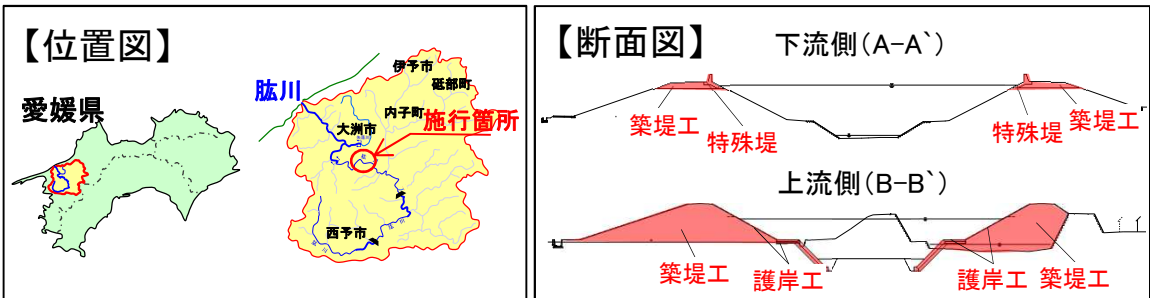 【位置図】
愛媛県
肱川
伊予市
砥部町
内子町
大洲市
施行箇所
西予市
【断面図】
下流側(A-A`)
築堤工
特殊堤
特殊堤
築堤工
上流側(B-B`)
築堤工
護岸工
護岸工
築堤工